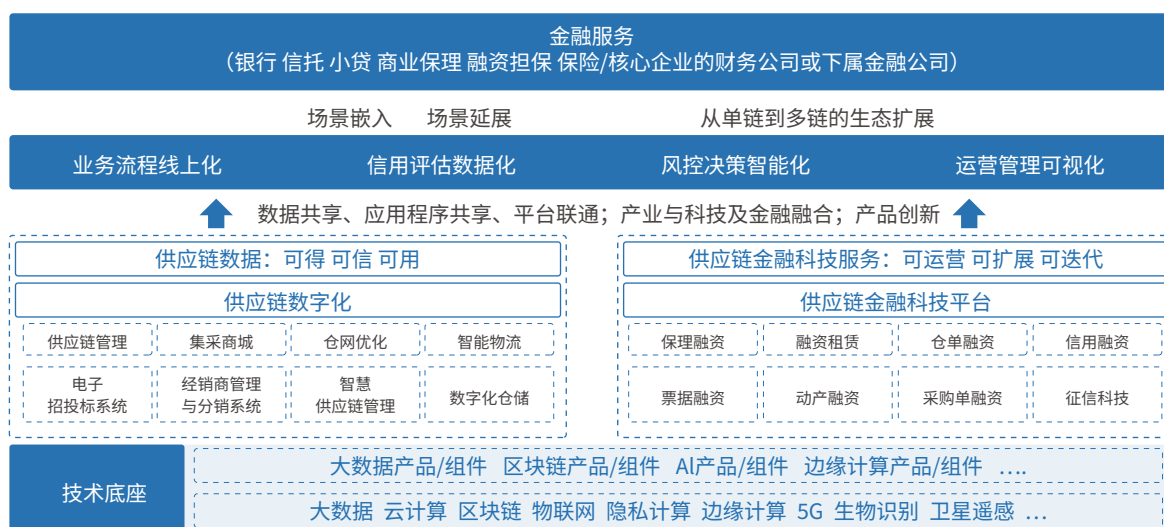 金融服务
（银行 信托 小贷 商业保理 融资担保 保险/核心企业的财务公司或下属金融公司）
场景嵌入 场景延展 从单链到多链的生态扩展
业务流程线上化 信用评估数据化 风控决策智能化 运营管理可视化
数据共享、应用程序共享、平台联通；产业与科技及金融融合；产品创新
供应链数据：可得 可信 可用
供应链数字化
供应链管理 集采商城 仓网优化 智能物流
电子
招投标系统
经销商管理
与分销系统
智慧
供应链管理
数字化仓储
供应链金融科技服务：可运营 可扩展 可迭代
供应链金融科技平台
保理融资 融资租赁 仓单融资 信用融资
票据融资 动产融资 采购单融资 征信科技
技术底座
大数据产品/组件 区块链产品/组件 AI产品/组件 边缘计算产品/组件 ….
大数据 云计算 区块链 物联网 隐私计算 边缘计算 5G 生物识别 卫星遥感 …